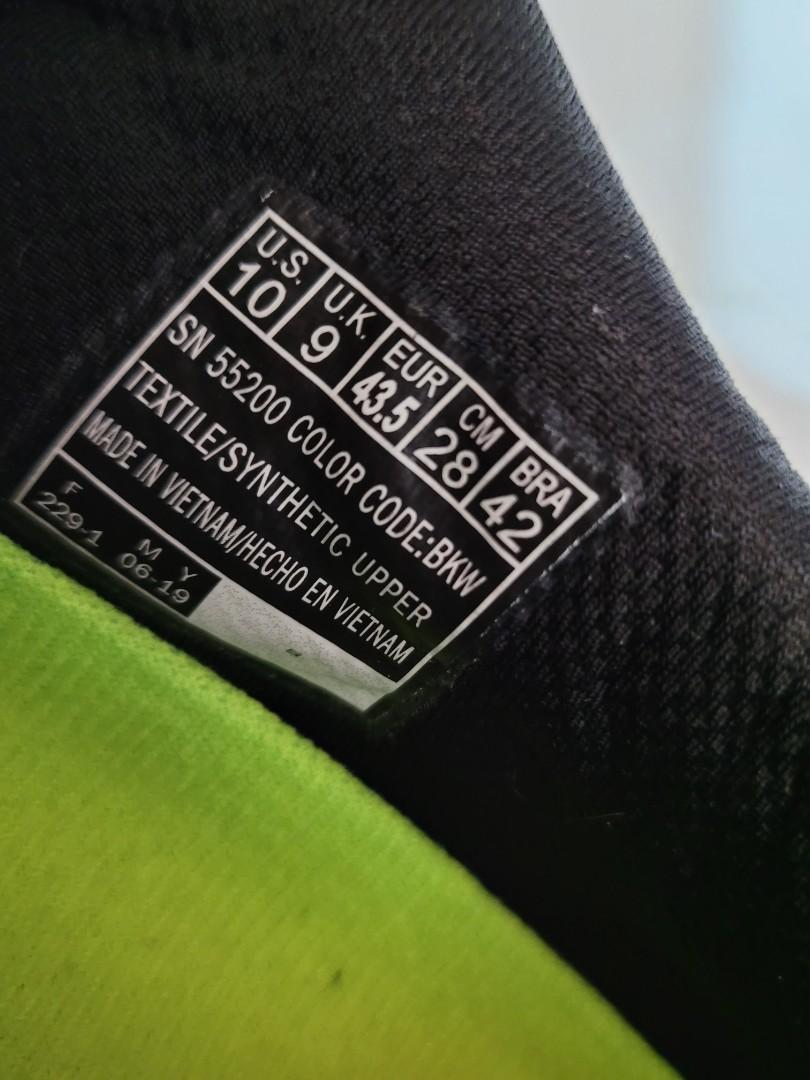 U.S. U.K. EUR CM BRA
10 9 43.5 28 42
SN 55200 COLOR CODE:BKW
TEXTILE/SYNTHETIC UPPER
MADE IN VIETNAM/HECHO EN VIETNAM
F M Y
229-1 06-19